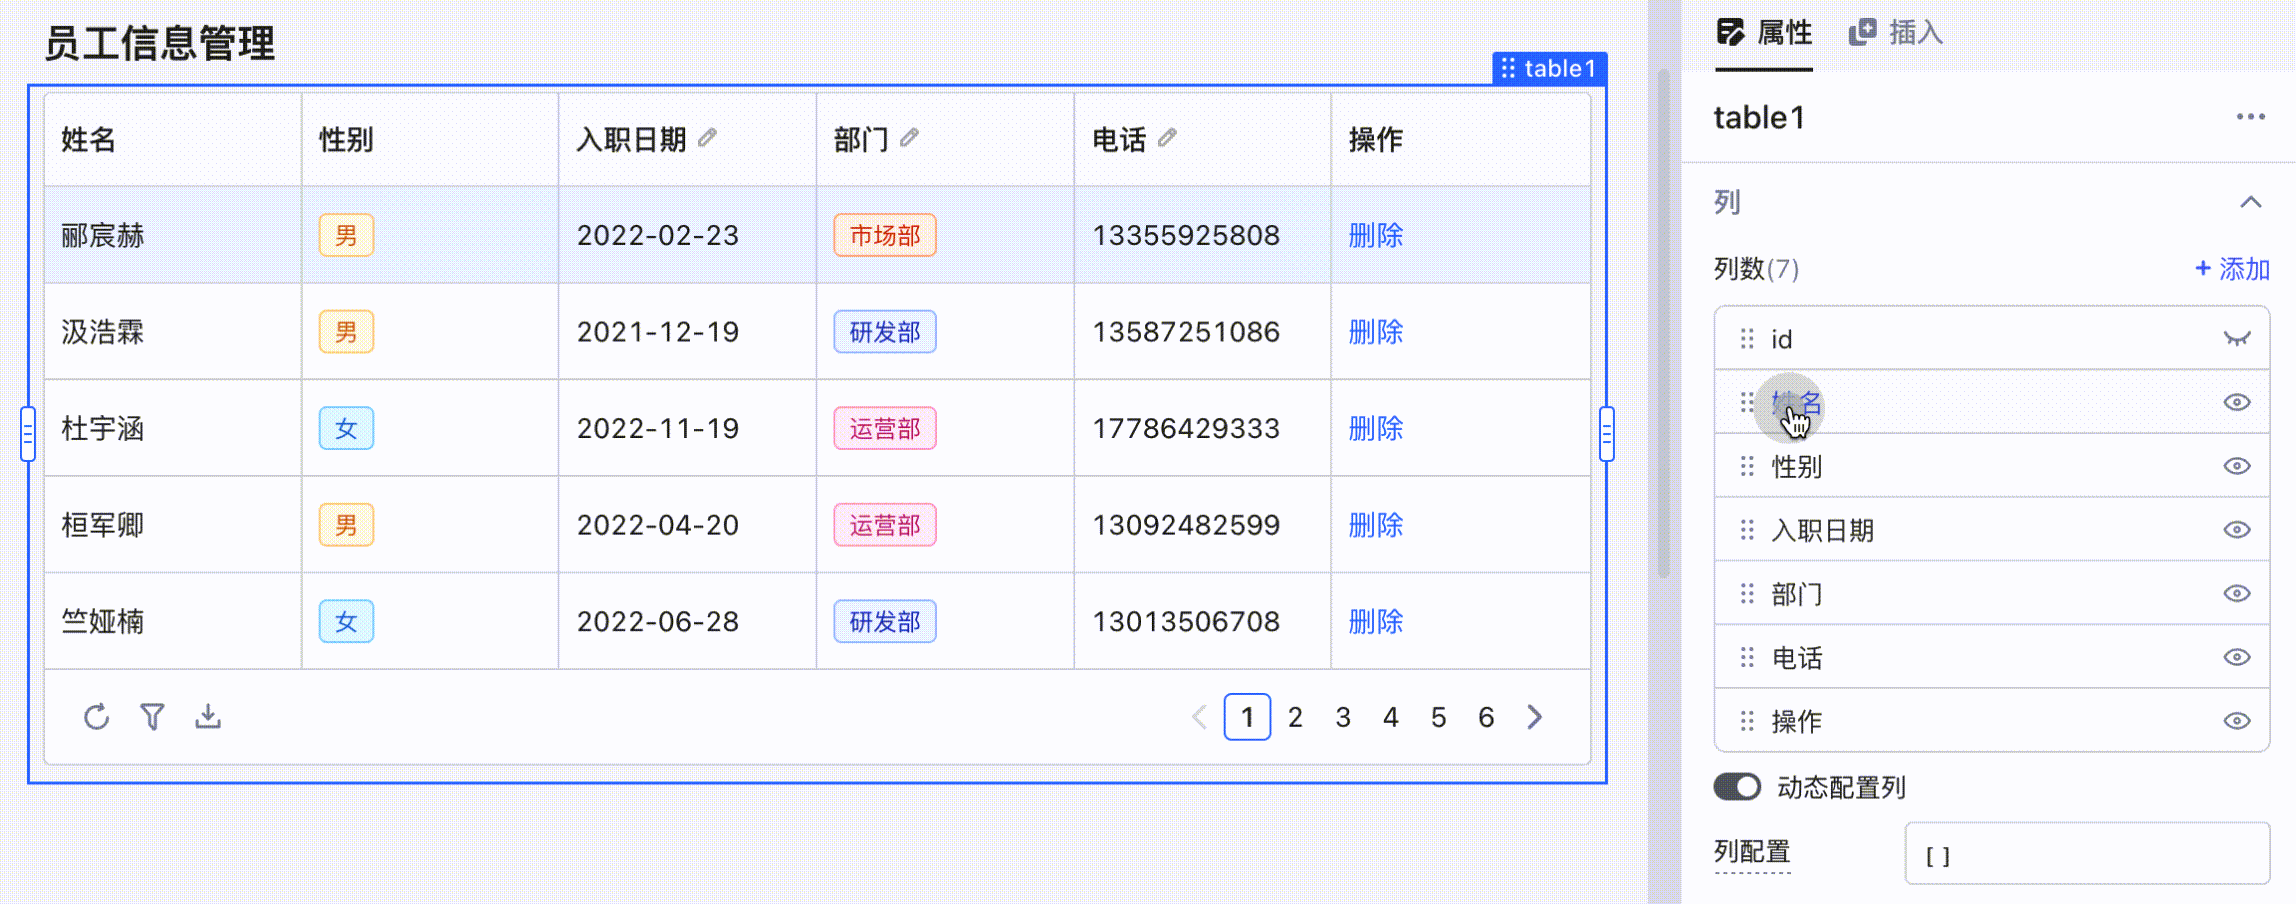 员工信息管理
table1
姓名 性别 入职日期 部门 电话 操作
郦宸赫 男 2022-02-23 市场部 13355925808 删除
汲浩霖 男 2021-12-19 研发部 13587251086 删除
杜宇涵 女 2022-11-19 运营部 17786429333 删除
桓军卿 男 2022-04-20 运营部 13092482599 删除
竺娅楠 女 2022-06-28 研发部 13013506708 删除
1 2 3 4 5 6
属性 插入
table1
列
列数(7) + 添加
id
姓名
性别
入职日期
部门
电话
操作
动态配置列
列配置 [ ]